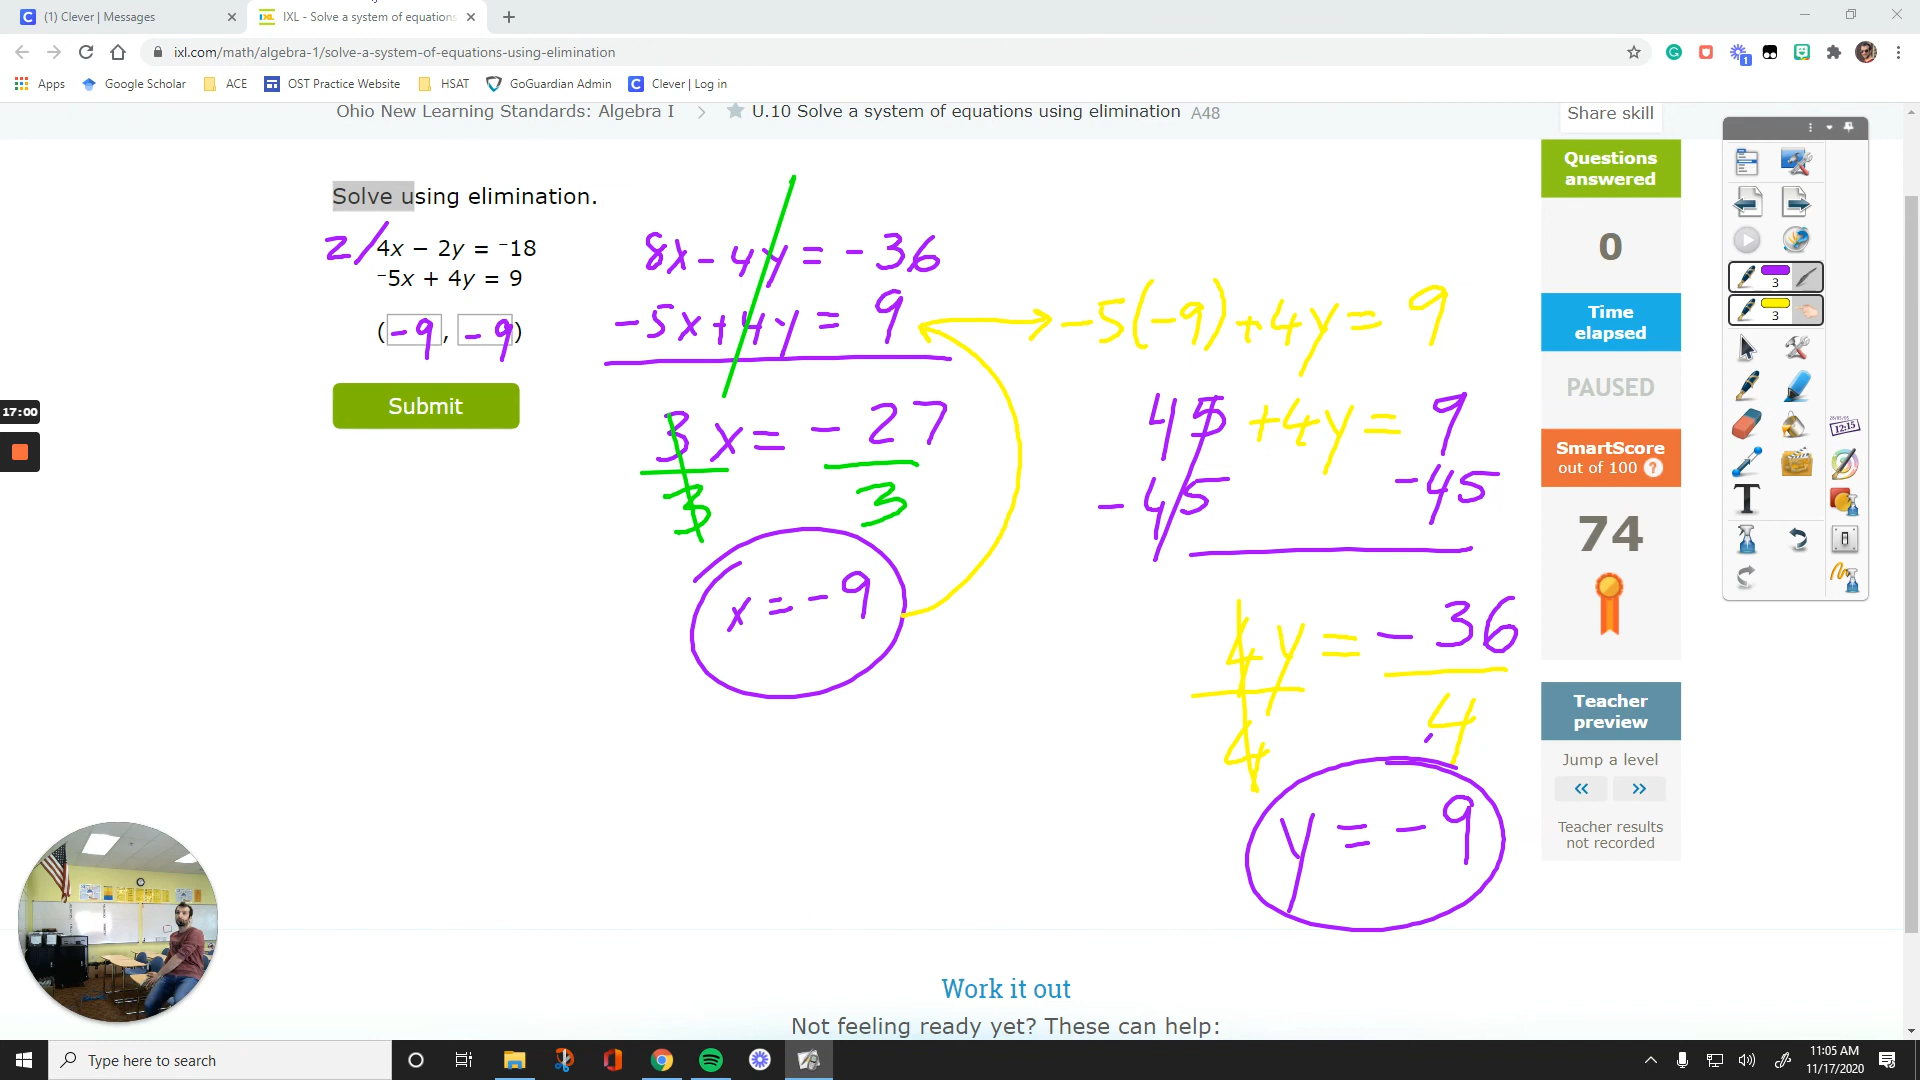 (1) Clever | Messages
IXL - Solve a system of equations
ixl.com/math/algebra-1/solve-a-system-of-equations-using-elimination
Apps Google Scholar ACE OST Practice Website HSAT GoGuardian Admin Clever | Log in
Ohio New Learning Standards: Algebra I > U.10 Solve a system of equations using elimination A48
Share skill
Solve using elimination.
2/ 4x − 2y = ⁻18
⁻5x + 4y = 9
(-9, -9)
Submit
8x - 4y = -36
-5x + 4y = 9
3x = -27
3 3
x = -9
-5(-9) + 4y = 9
45 + 4y = 9
-45 -45
4y = -36
4 4
y = -9
Questions
answered
0
Time
elapsed
PAUSED
SmartScore
out of 100 ?
74
Teacher
preview
Jump a level
<< >>
Teacher results
not recorded
3
3
12:15
T
17:00
Work it out
Not feeling ready yet? These can help:
Type here to search
11:05 AM
11/17/2020